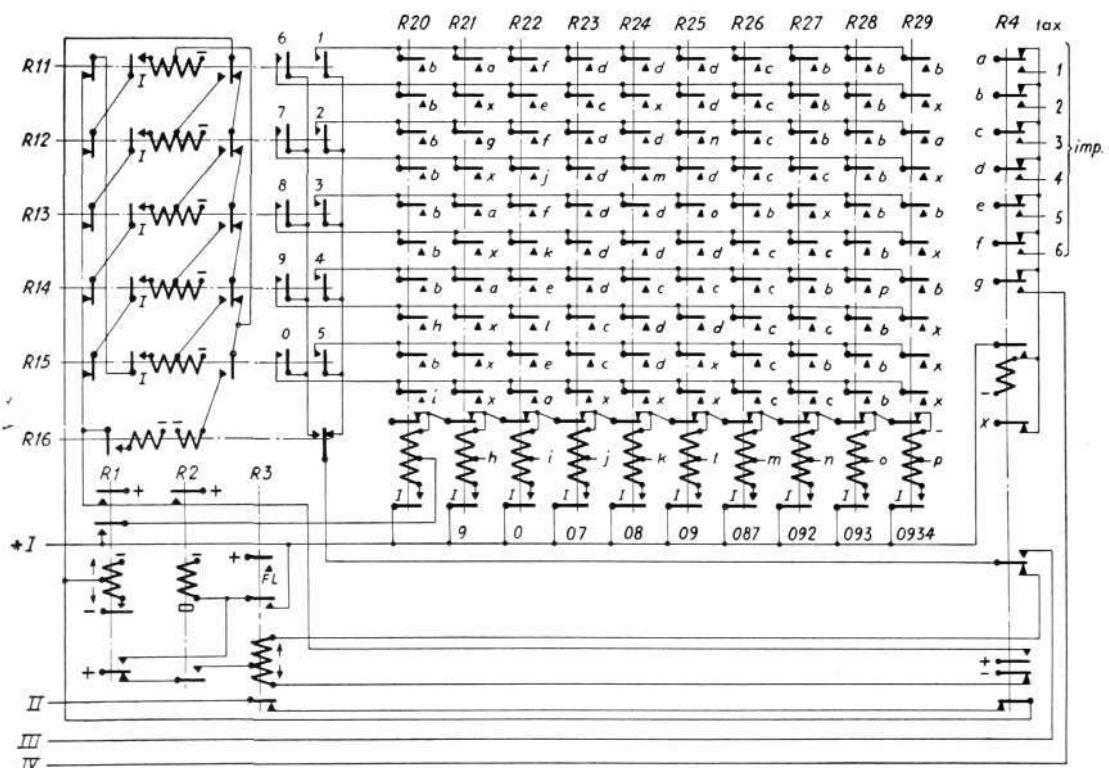 R20 R21 R22 R23 R24 R25 R26 R27 R28 R29 R4 tax
R11 I 6 1 b a f d d d c b b b a 1
b x e c x d c b b x b 2
R12 I 7 2 b g f d d n c b b a c 3 imp.
b x j d m d c c b x d 4
R13 I 8 3 b a f d d o b x b b e 5
b x k d d d c c b x f 6
R14 I 9 4 b a e d c c c b p b g
h x l c d d c c b x
R15 I 0 5 b x e d d x c b b x
i x a x x x c c b x
R16 x
h i j k l m n o p
R1 R2 R3
+ + I I I I I I I I I I
+I 9 0 07 08 09 087 092 093 0934
+
FL
-
+ + -
II
III
IV